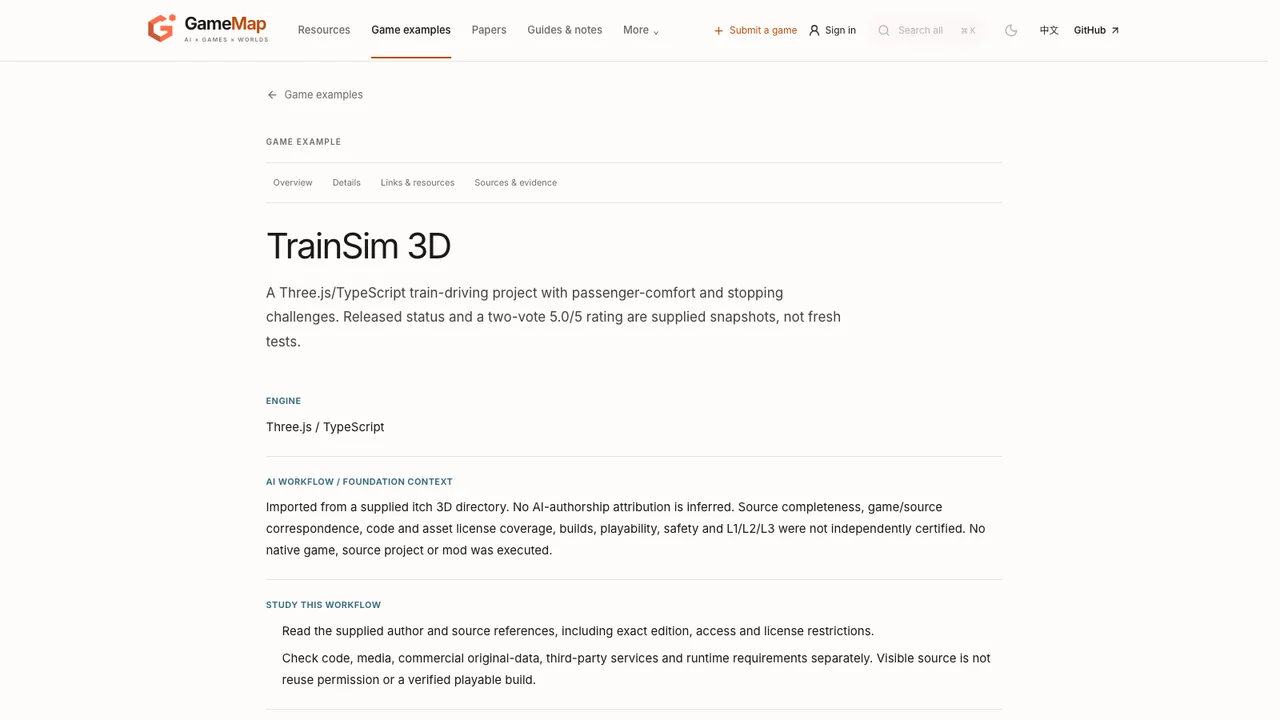 GameMap
AI × GAMES × WORLDS
Resources
Game examples
Papers
Guides & notes
More
Submit a game
Sign in
Search all
⌘ K
中文
GitHub
Game examples
GAME EXAMPLE
Overview
Details
Links & resources
Sources & evidence
TrainSim 3D
A Three.js/TypeScript train-driving project with passenger-comfort and stopping
challenges. Released status and a two-vote 5.0/5 rating are supplied snapshots, not fresh
tests.
ENGINE
Three.js / TypeScript
AI WORKFLOW / FOUNDATION CONTEXT
Imported from a supplied itch 3D directory. No AI-authorship attribution is inferred. Source completeness, game/source
correspondence, code and asset license coverage, builds, playability, safety and L1/L2/L3 were not independently certified. No
native game, source project or mod was executed.
STUDY THIS WORKFLOW
Read the supplied author and source references, including exact edition, access and license restrictions.
Check code, media, commercial original-data, third-party services and runtime requirements separately. Visible source is not
reuse permission or a verified playable build.